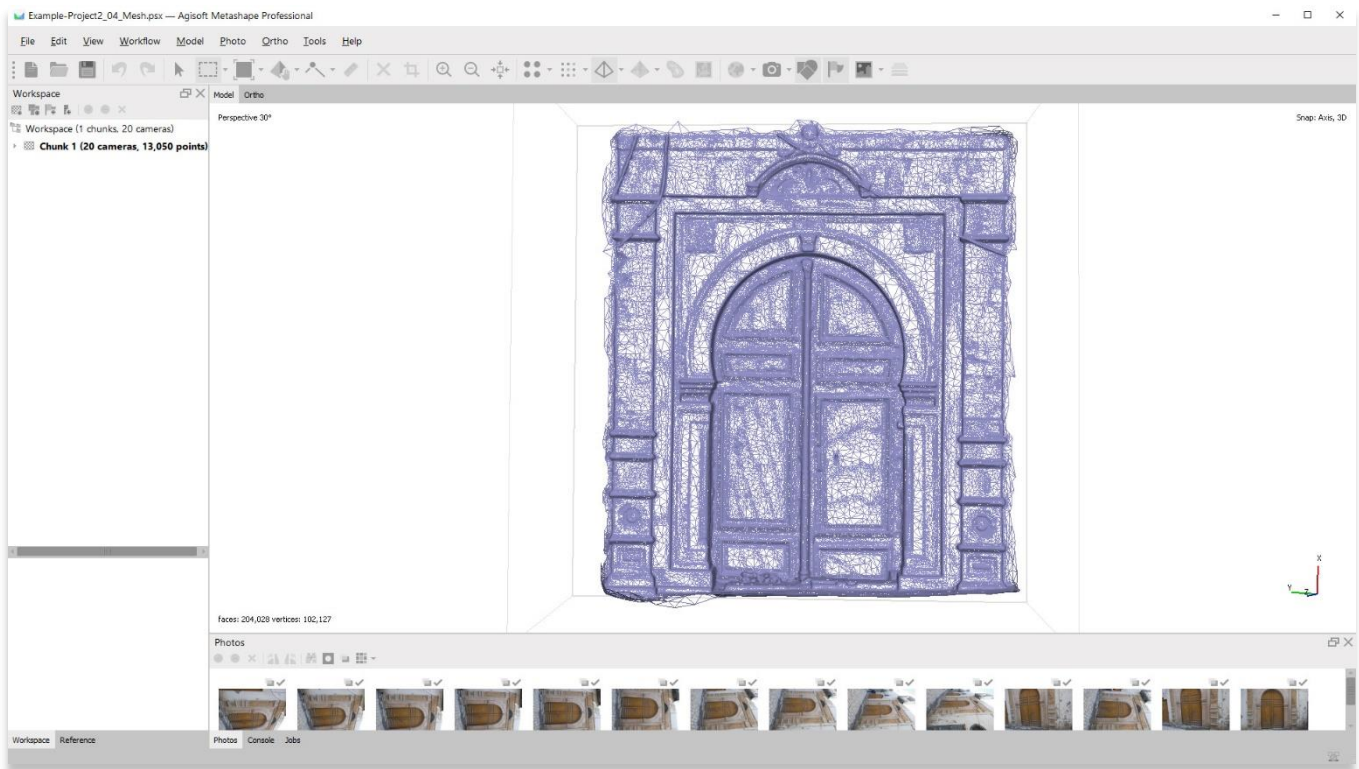 Example-Project2_04_Mesh.psx — Agisoft Metashape Professional
File Edit View Workflow Model Photo Ortho Tools Help
Workspace
Workspace (1 chunks, 20 cameras)
Chunk 1 (20 cameras, 13,050 points)
Model Ortho
Perspective 30°
Snap: Axis, 3D
X
Y
Z
faces: 204,028 vertices: 102,127
Photos
Workspace Reference
Photos Console Jobs